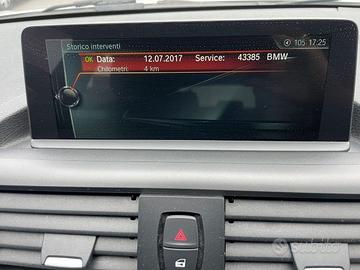 Storico interventi
105 17:25
OK Data: 12.07.2017 Service: 43385 BMW
Chilometri: 4 km
subito